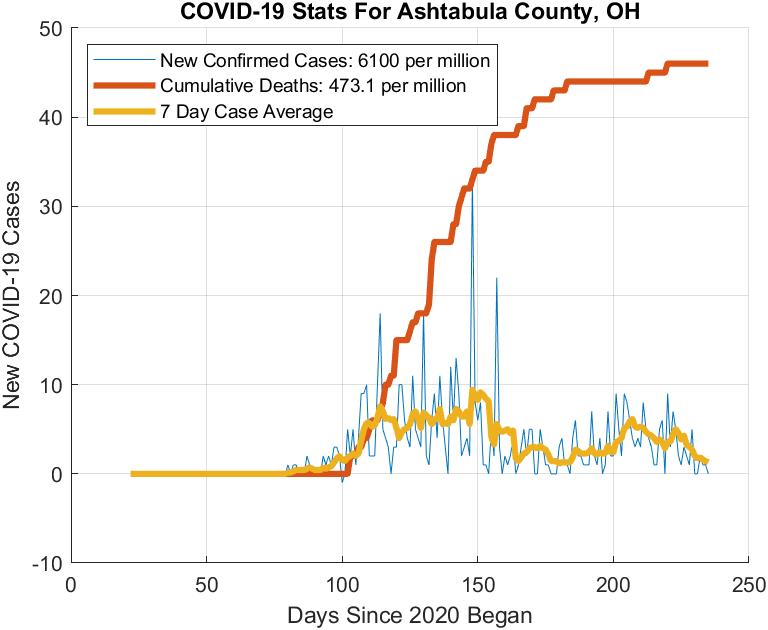 COVID-19 Stats For Ashtabula County, OH
New Confirmed Cases: 6100 per million
Cumulative Deaths: 473.1 per million
7 Day Case Average
50
40
30
20
10
0
-10
0
50
100
150
200
250
New COVID-19 Cases
Days Since 2020 Began